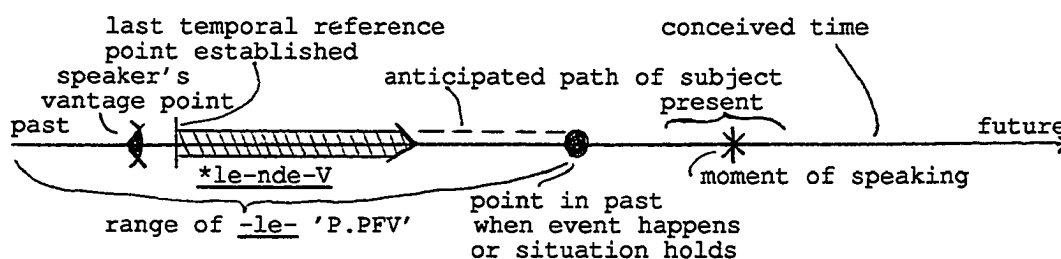 last temporal reference
point established
conceived time
speaker's
vantage point
anticipated path of subject
present
past
future
*le-nde-V
moment of speaking
range of -le- 'P.PFV'
point in past
when event happens
or situation holds